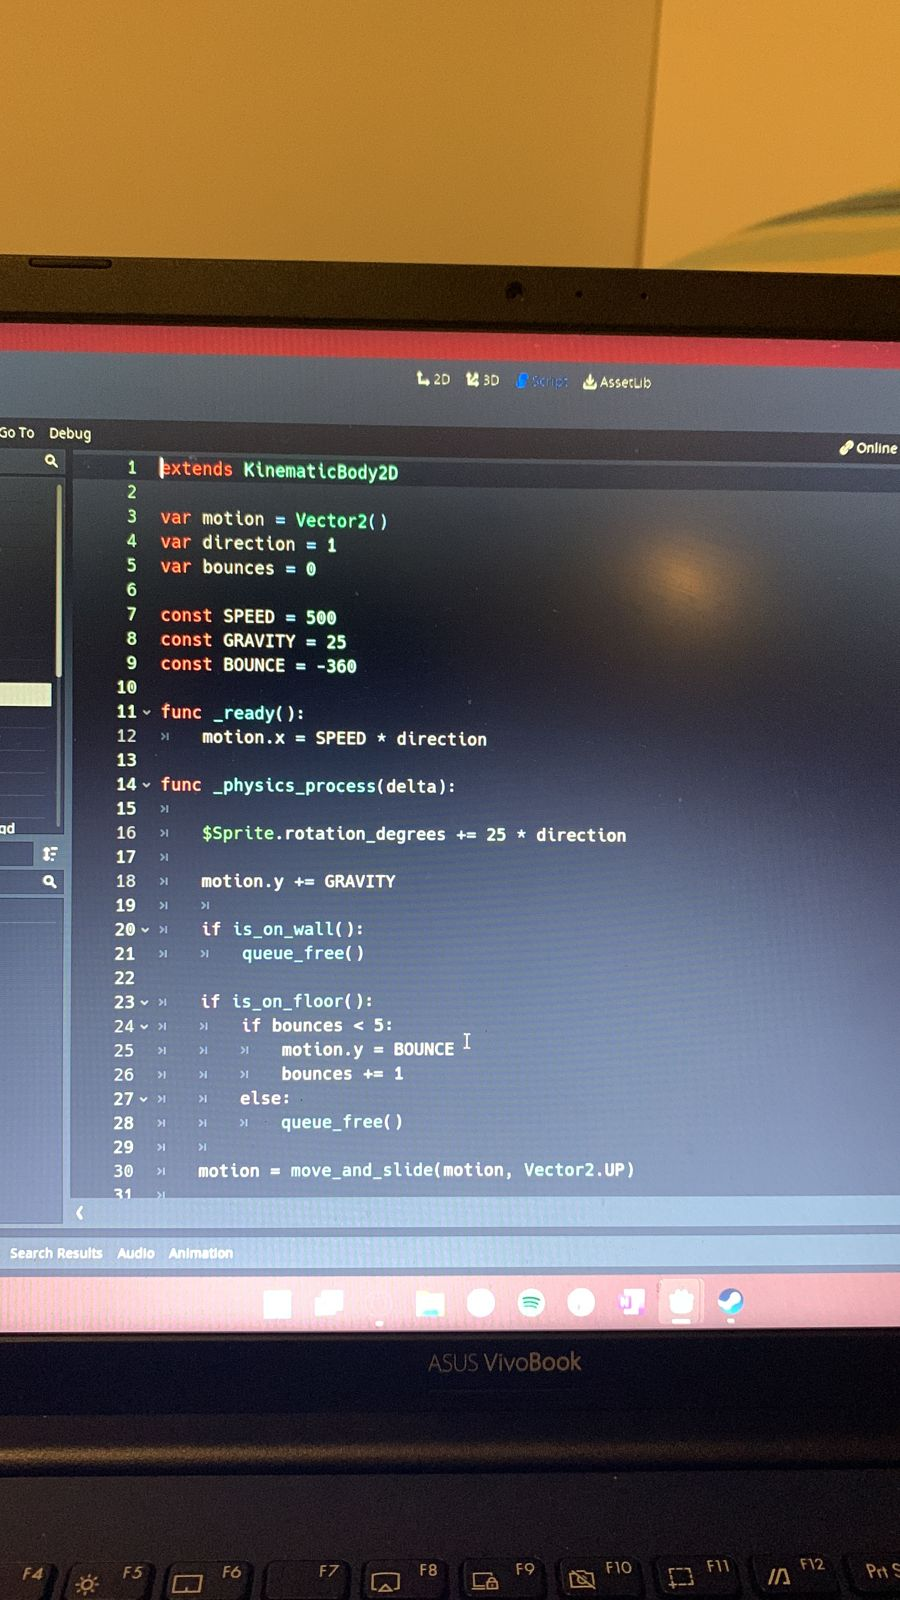 2D 3D Script AssetLib
Go To Debug
Online
1 extends KinematicBody2D
2
3 var motion = Vector2()
4 var direction = 1
5 var bounces = 0
6
7 const SPEED = 500
8 const GRAVITY = 25
9 const BOUNCE = -360
10
11 func _ready():
12 motion.x = SPEED * direction
13
14 func _physics_process(delta):
15
16 $Sprite.rotation_degrees += 25 * direction
17
18 motion.y += GRAVITY
19
20 if is_on_wall():
21 queue_free()
22
23 if is_on_floor():
24 if bounces < 5:
25 motion.y = BOUNCE
26 bounces += 1
27 else:
28 queue_free()
29
30 motion = move_and_slide(motion, Vector2.UP)
31
Search Results Audio Animation
ASUS VivoBook
F4 F5 F6 F7 F8 F9 F10 F11 F12 Prt S